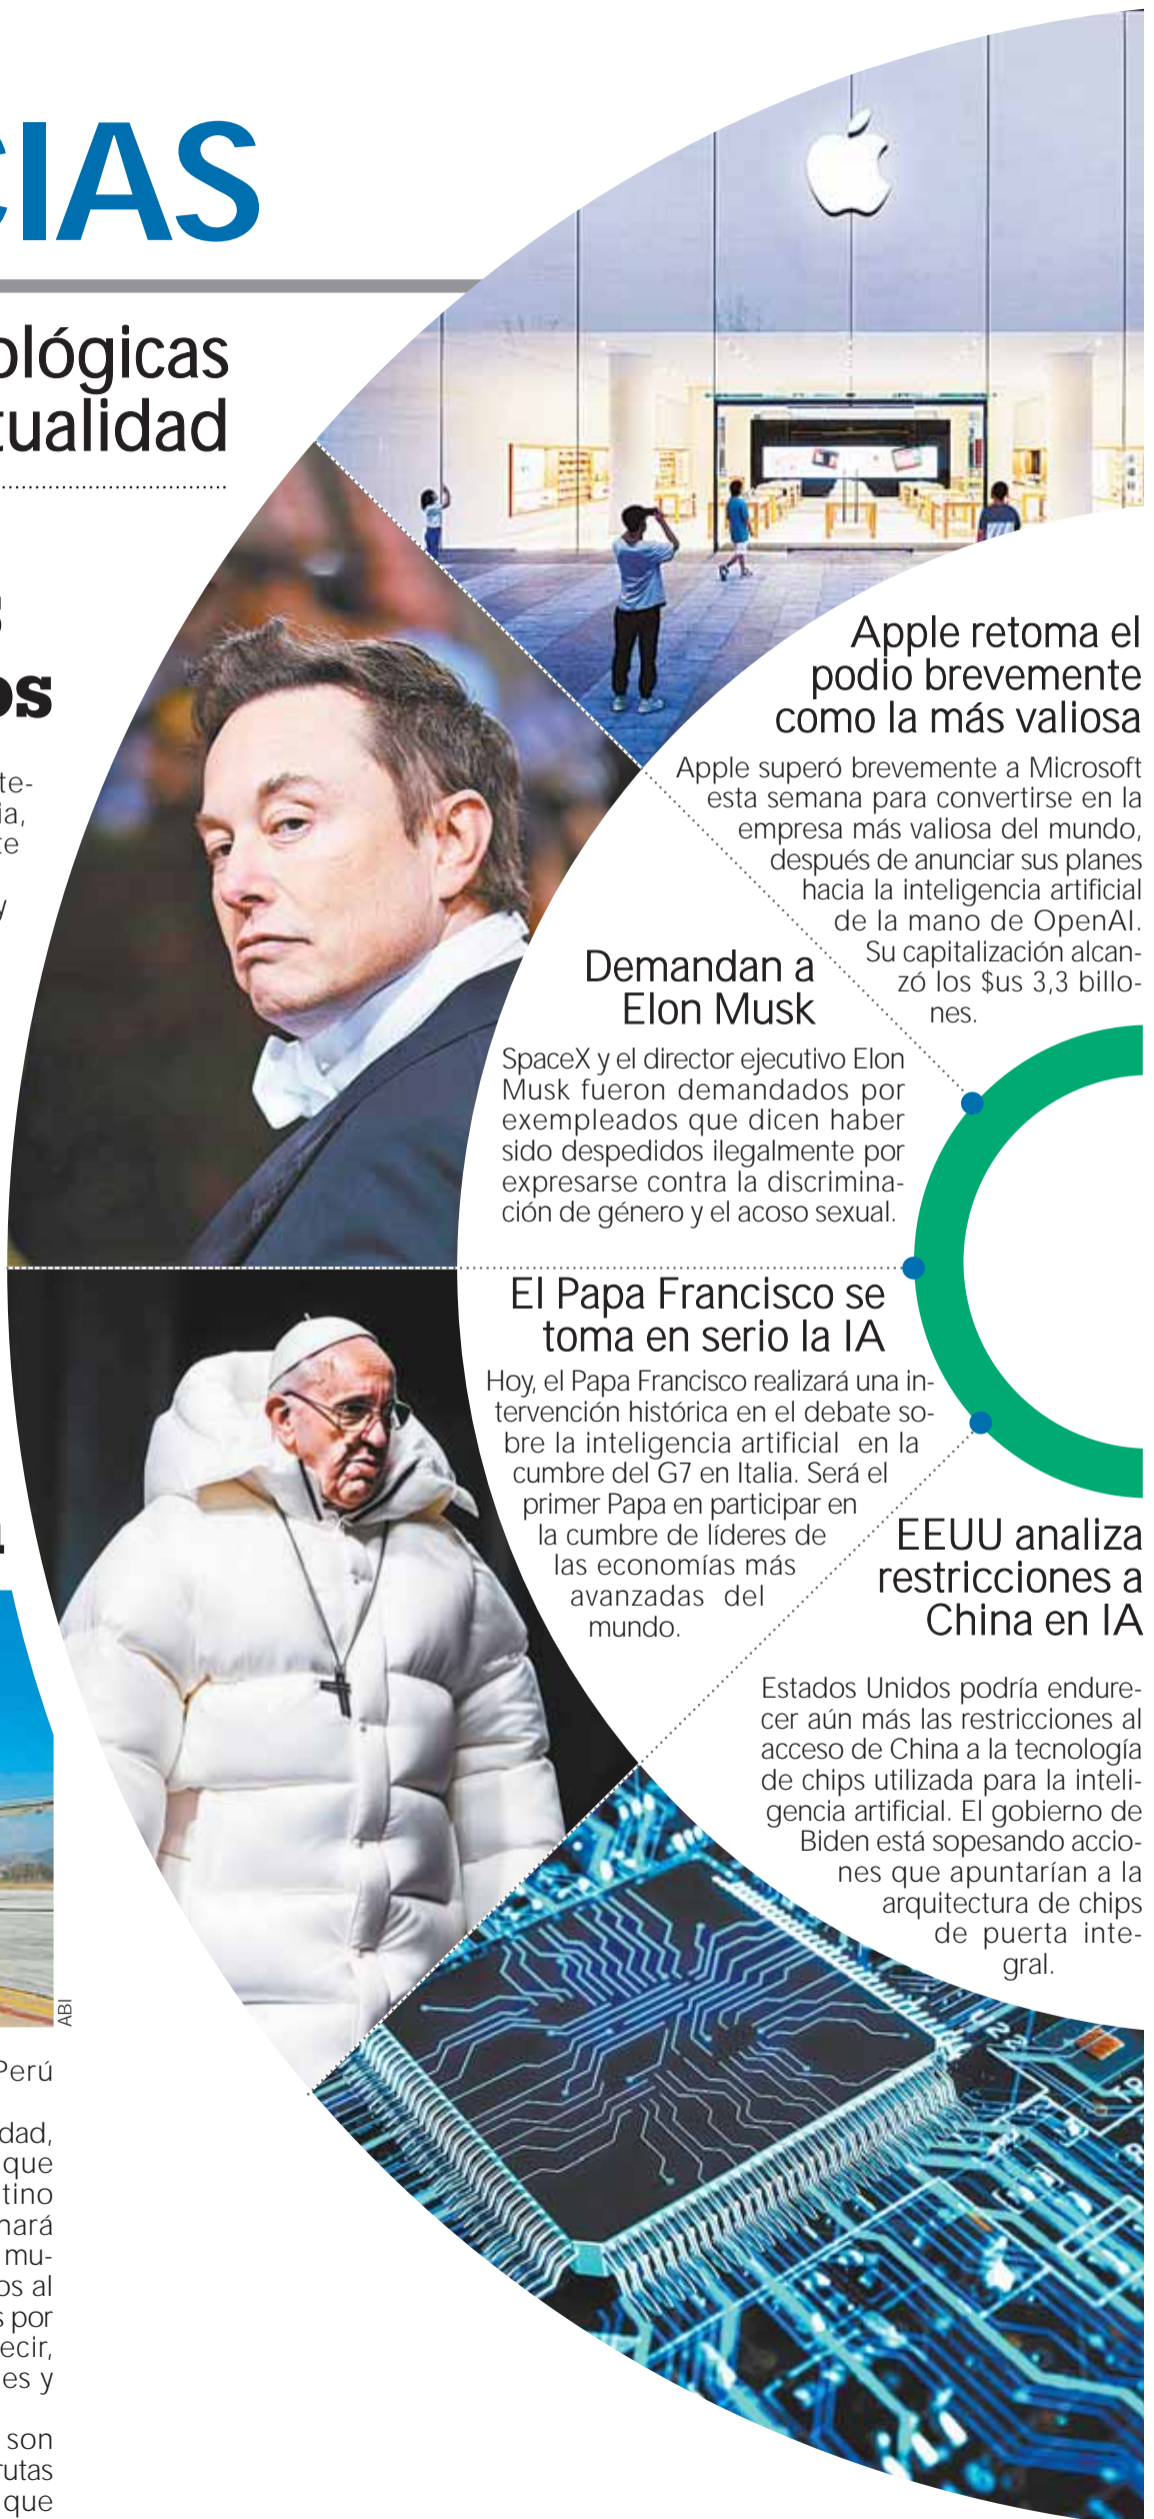 CIAS
ológicas
tualidad
s
os
te-
ia,
te
y
Apple retoma el
podio brevemente
como la más valiosa
Apple superó brevemente a Microsoft
esta semana para convertirse en la
empresa más valiosa del mundo,
después de anunciar sus planes
hacia la inteligencia artificial
de la mano de OpenAI.
Su capitalización alcan-
zó los $us 3,3 billo-
nes.
Demandan a
Elon Musk
SpaceX y el director ejecutivo Elon
Musk fueron demandados por
exempleados que dicen haber
sido despedidos ilegalmente por
expresarse contra la discrimina-
ción de género y el acoso sexual.
El Papa Francisco se
toma en serio la IA
Hoy, el Papa Francisco realizará una in-
tervención histórica en el debate so-
bre la inteligencia artificial en la
cumbre del G7 en Italia. Será el
primer Papa en participar en
la cumbre de líderes de
las economías más
avanzadas del
mundo.
EEUU analiza
restricciones a
China en IA
Estados Unidos podría endure-
cer aún más las restricciones al
acceso de China a la tecnología
de chips utilizada para la inteli-
gencia artificial. El gobierno de
Biden está sopesando accio-
nes que apuntarían a la
arquitectura de chips
de puerta inte-
gral.
ABI
Perú
dad,
que
tino
nará
mu-
os al
s por
ecir,
es y
son
rutas
que